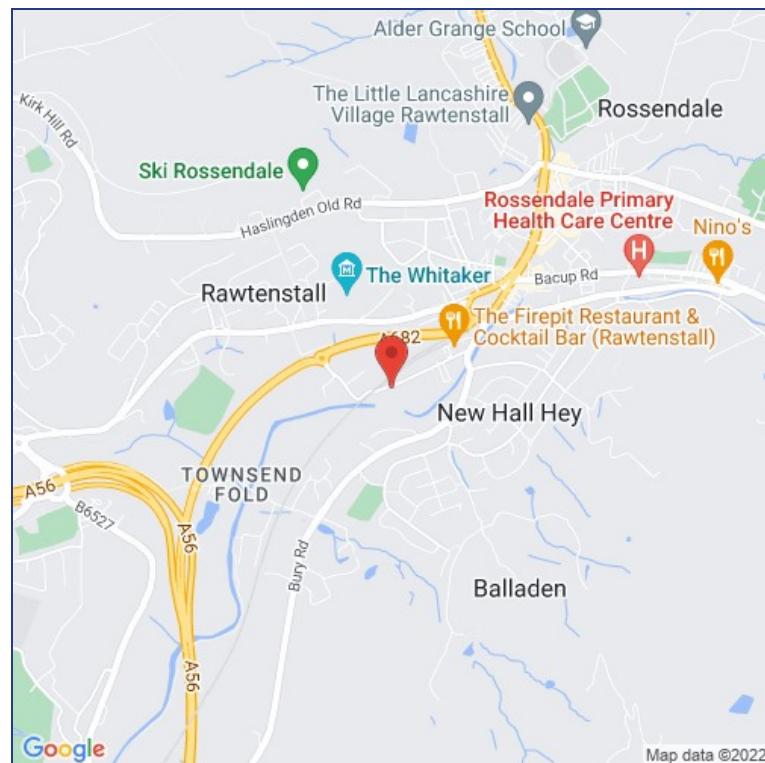 Alder Grange School
The Little Lancashire
Village Rawtenstall
Rossendale
Kirk Hill Rd
Ski Rossendale
Haslingden Old Rd
Rossendale Primary
Health Care Centre
Nino's
The Whitaker
Bacup Rd
Rawtenstall
The Firepit Restaurant &
Cocktail Bar (Rawtenstall)
A682
New Hall Hey
TOWNSEND
FOLD
A56
B6527
A56
Bury Rd
Balladen
A56
Google
Map data ©2022